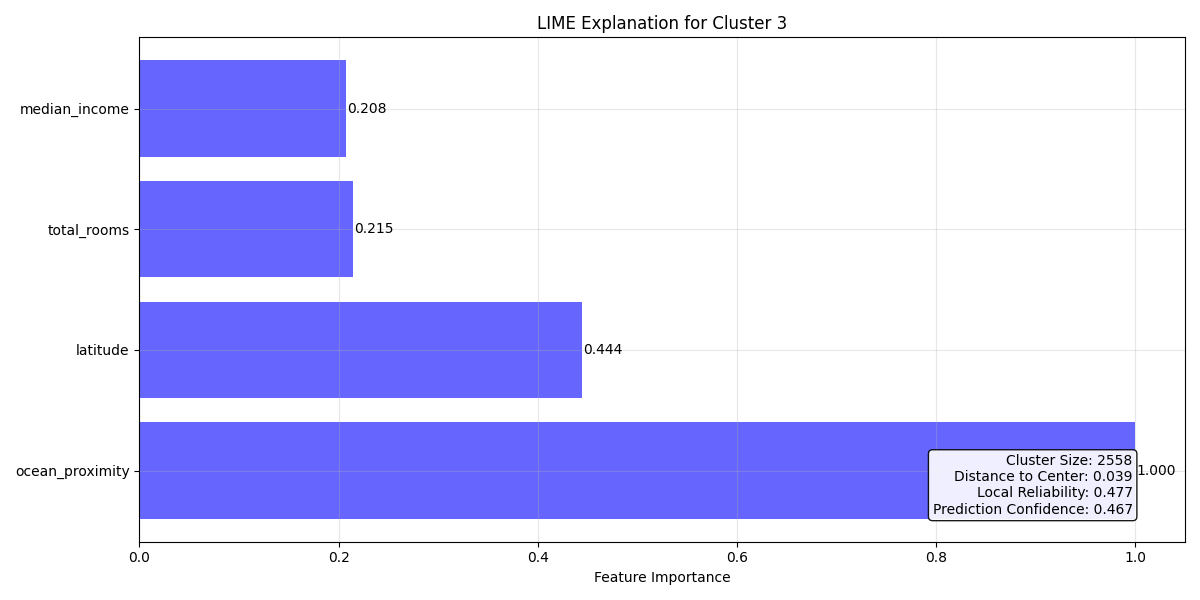 LIME Explanation for Cluster 3
median_income
0.208
total_rooms
0.215
latitude
0.444
ocean_proximity
1.000
Cluster Size: 2558
Distance to Center: 0.039
Local Reliability: 0.477
Prediction Confidence: 0.467
0.0 0.2 0.4 0.6 0.8 1.0
Feature Importance